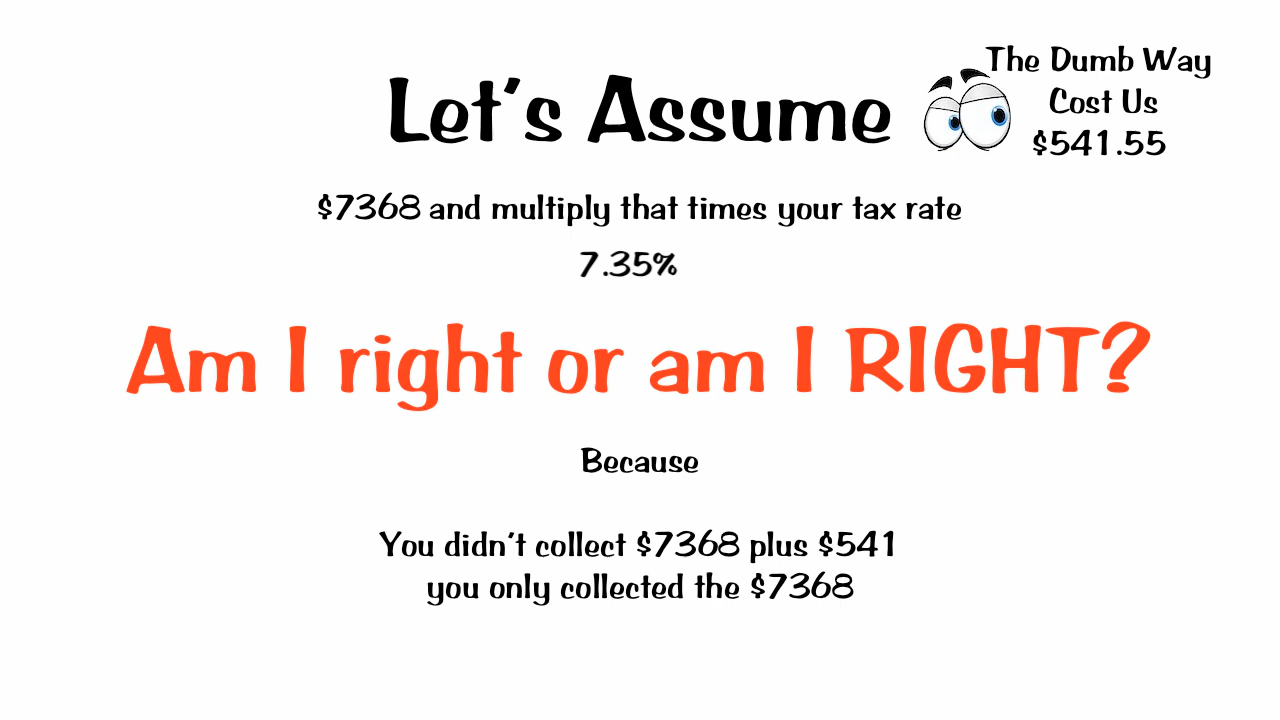 Let's Assume
The Dumb Way
Cost Us
$541.55
$7368 and multiply that times your tax rate
7.35%
Am I right or am I RIGHT?
Because
You didn't collect $7368 plus $541
you only collected the $7368